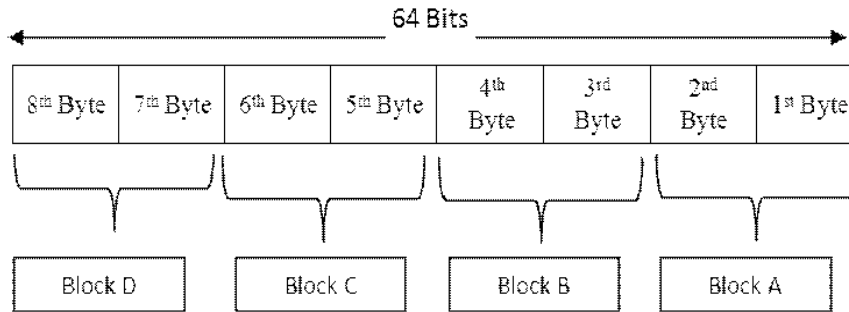 64 Bits
8th Byte 7th Byte 6th Byte 5th Byte 4th Byte 3rd Byte 2nd Byte 1st Byte
Block D Block C Block B Block A